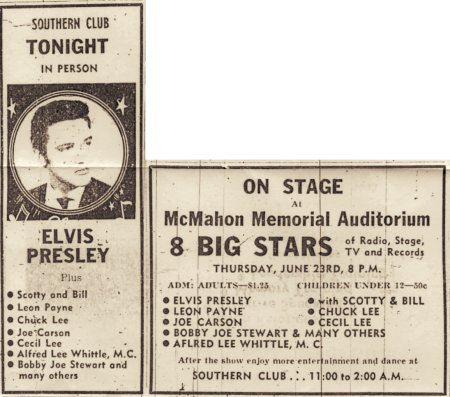 SOUTHERN CLUB
TONIGHT
IN PERSON
ELVIS
PRESLEY
Plus
• Scotty and Bill
• Leon Payne
• Chuck Lee
• Joe Carson
• Cecil Lee
• Alfred Lee Whittle, M.C.
• Bobby Joe Stewart and
many others
ON STAGE
At
McMahon Memorial Auditorium
8 BIG STARS of Radio, Stage,
TV and Records
THURSDAY, JUNE 23RD, 8 P.M.
ADM: ADULTS—$1.25 CHILDREN UNDER 12—50c
• ELVIS PRESLEY • with SCOTTY & BILL
• LEON PAYNE • CHUCK LEE
• JOE CARSON • CECIL LEE
• BOBBY JOE STEWART & MANY OTHERS
• AFLRED LEE WHITTLE, M. C.
After the show enjoy more entertainment and dance at
SOUTHERN CLUB . . . 11:00 to 2:00 A.M.